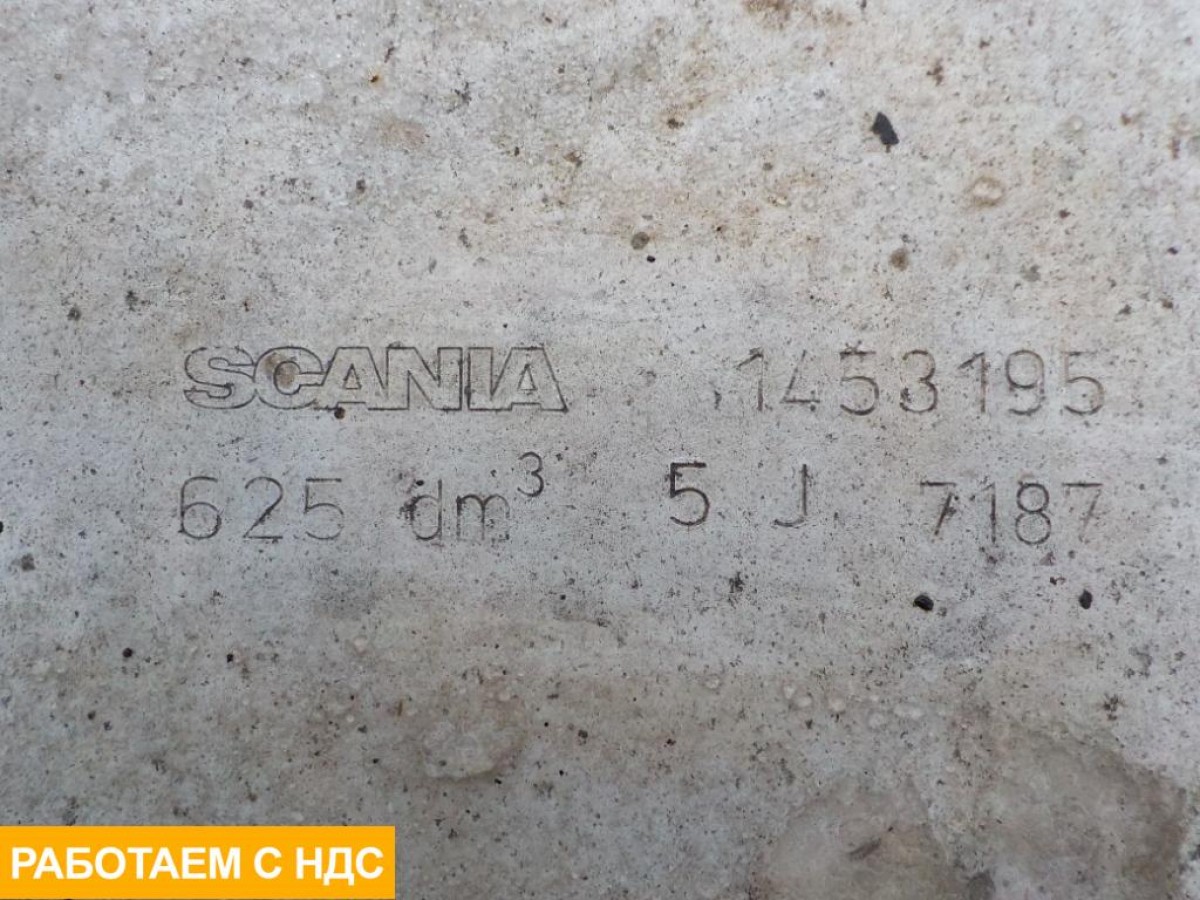 SCANIA 1453195
625 dm³ 5 J 7187
РАБОТАЕМ С НДС